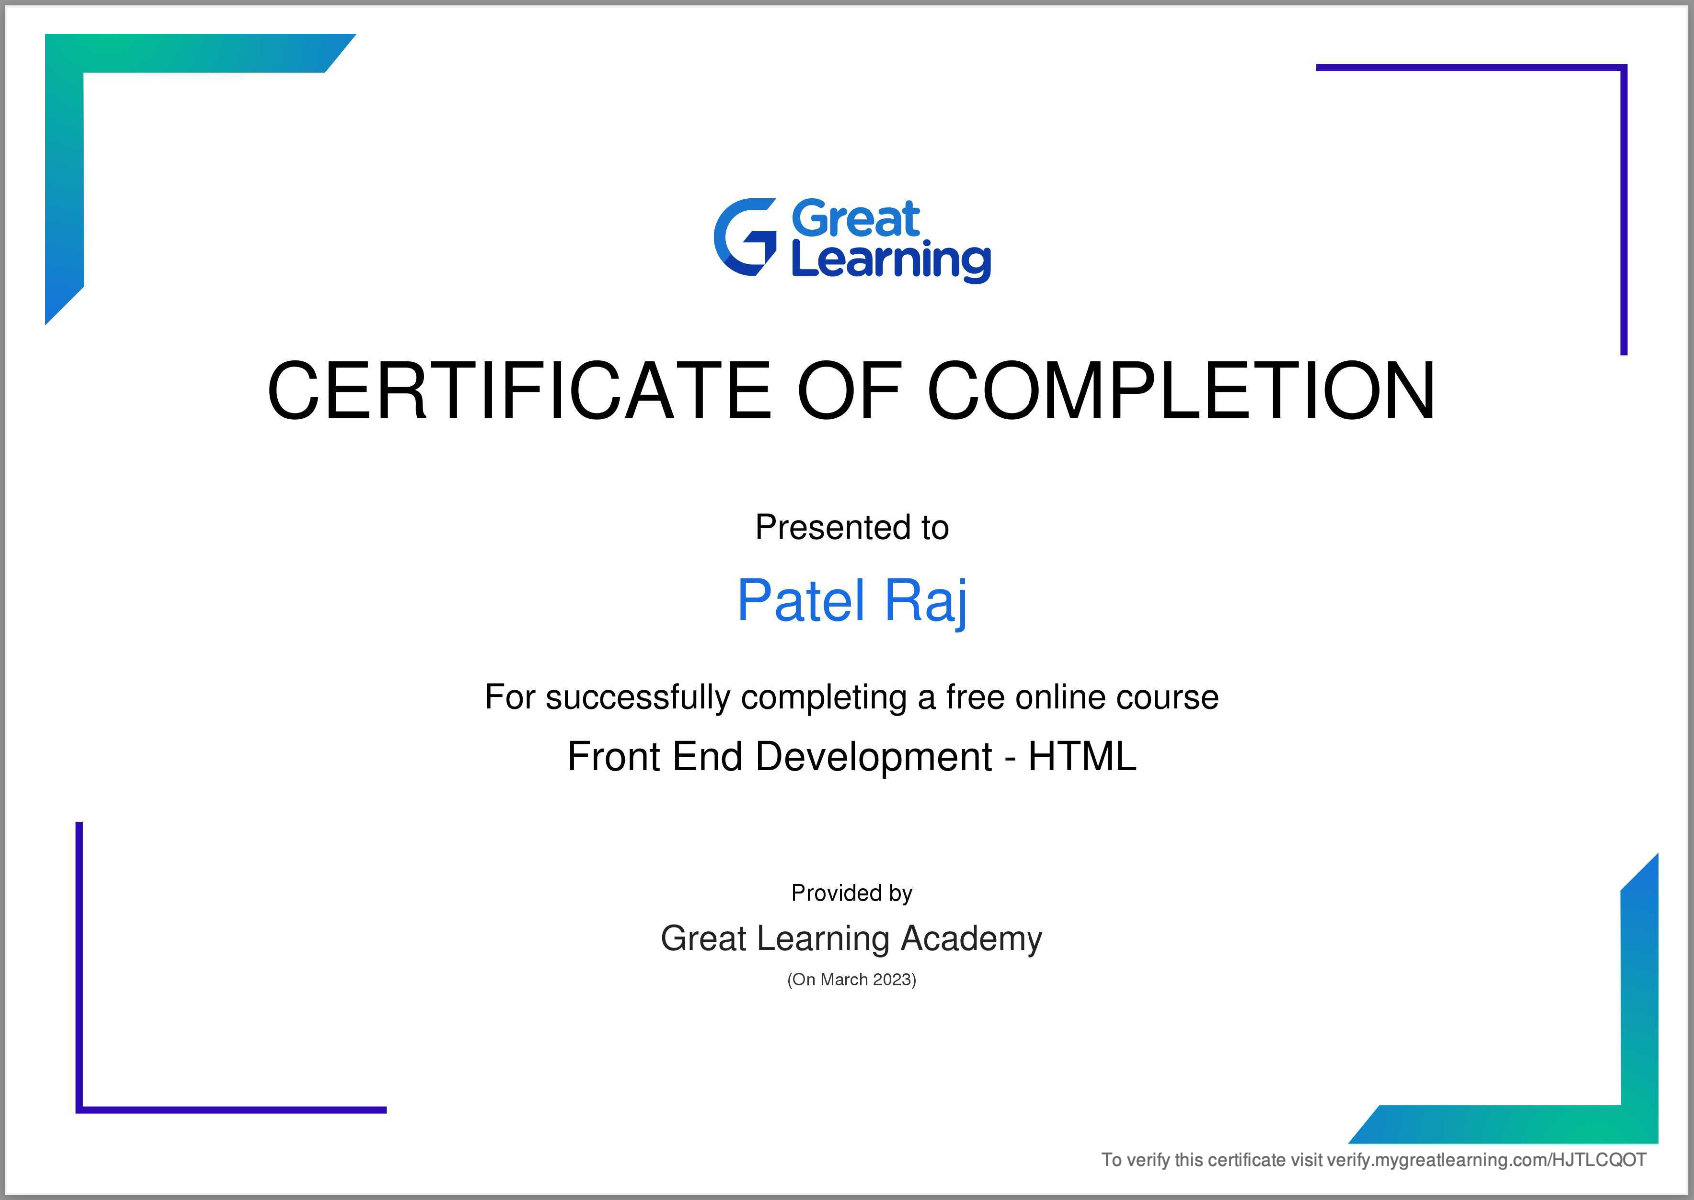 Great
Learning
CERTIFICATE OF COMPLETION
Presented to
Patel Raj
For successfully completing a free online course
Front End Development - HTML
Provided by
Great Learning Academy
(On March 2023)
To verify this certificate visit verify.mygreatlearning.com/HJTLCQOT